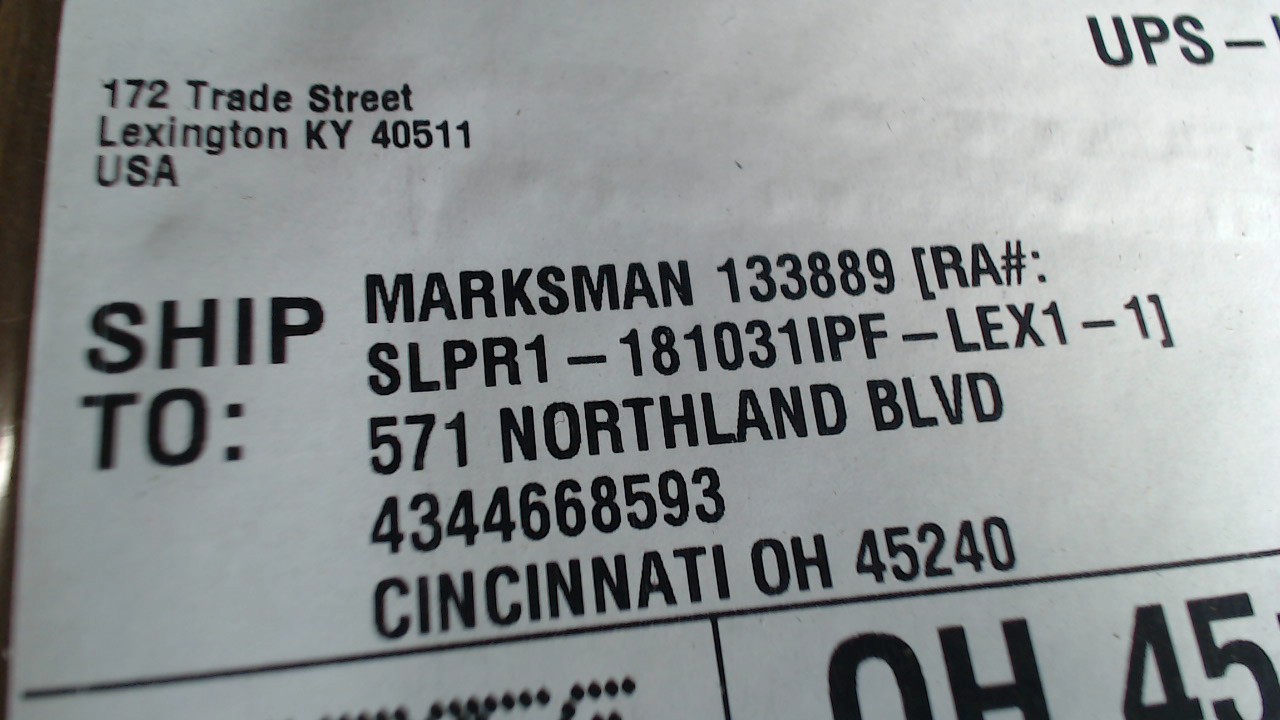 UPS –
172 Trade Street
Lexington KY 40511
USA
SHIP TO:
MARKSMAN 133889 [RA#:
SLPR1 – 181031IPF – LEX1 – 1]
571 NORTHLAND BLVD
4344668593
CINCINNATI OH 45240
OH 45